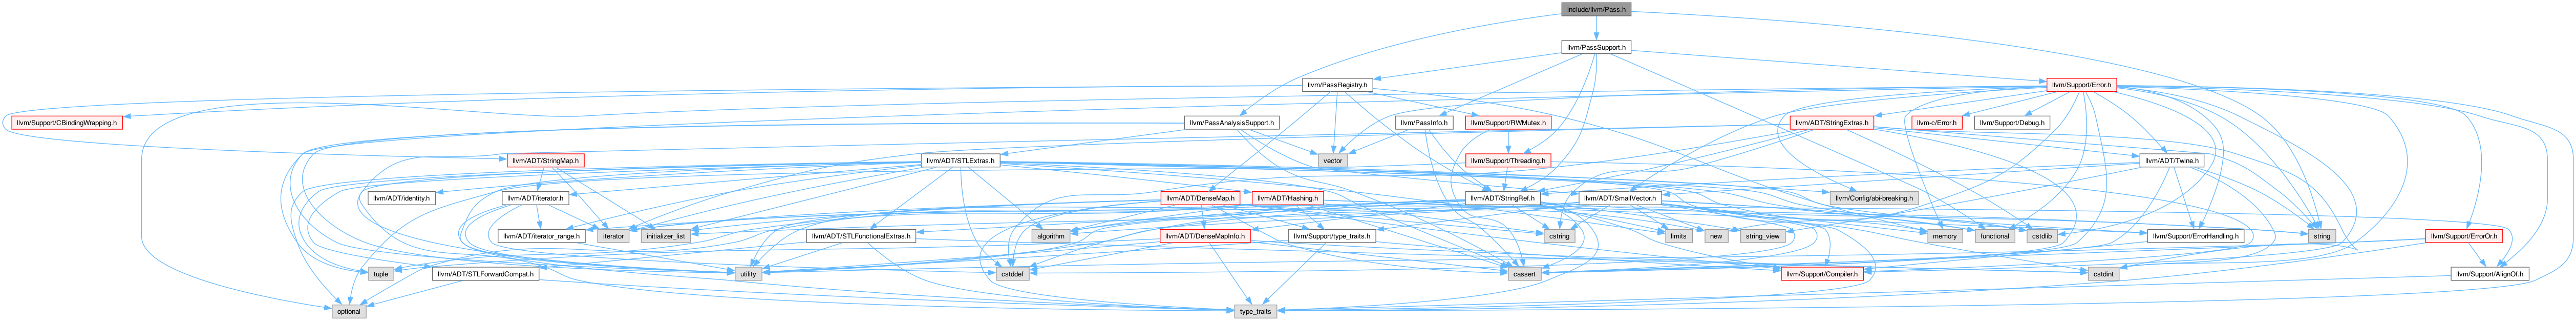 include/llvm/Pass.h
llvm/PassSupport.h
llvm/PassRegistry.h
llvm/Support/Error.h
llvm/Support/CBindingWrapping.h
llvm/PassAnalysisSupport.h
llvm/PassInfo.h
llvm/Support/RWMutex.h
llvm/ADT/StringExtras.h
llvm-c/Error.h
llvm/Support/Debug.h
llvm/ADT/StringMap.h
llvm/ADT/STLExtras.h
vector
llvm/Support/Threading.h
llvm/ADT/Twine.h
llvm/ADT/identity.h
llvm/ADT/iterator.h
llvm/ADT/DenseMap.h
llvm/ADT/Hashing.h
llvm/ADT/StringRef.h
llvm/ADT/SmallVector.h
llvm/Config/abi-breaking.h
llvm/ADT/iterator_range.h
iterator
initializer_list
llvm/ADT/STLFunctionalExtras.h
algorithm
llvm/ADT/DenseMapInfo.h
llvm/Support/type_traits.h
cstring
limits
new
string_view
memory
functional
cstdlib
llvm/Support/ErrorHandling.h
string
llvm/Support/ErrorOr.h
tuple
llvm/ADT/STLForwardCompat.h
utility
cstddef
cassert
llvm/Support/Compiler.h
cstdint
llvm/Support/AlignOf.h
optional
type_traits